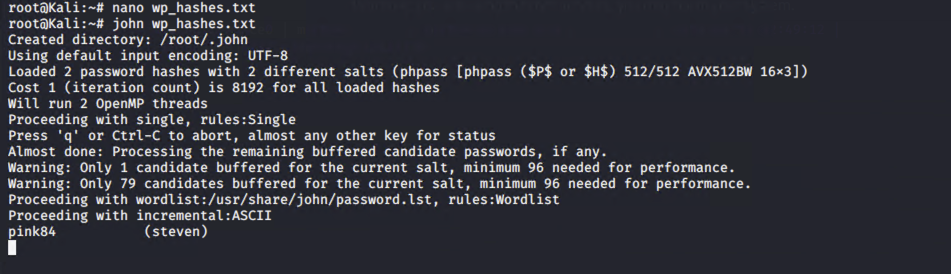 root@Kali:~# nano wp_hashes.txt
root@Kali:~# john wp_hashes.txt
Created directory: /root/.john
Using default input encoding: UTF-8
Loaded 2 password hashes with 2 different salts (phpass [phpass ($P$ or $H$) 512/512 AVX512BW 16×3])
Cost 1 (iteration count) is 8192 for all loaded hashes
Will run 2 OpenMP threads
Proceeding with single, rules:Single
Press 'q' or Ctrl-C to abort, almost any other key for status
Almost done: Processing the remaining buffered candidate passwords, if any.
Warning: Only 1 candidate buffered for the current salt, minimum 96 needed for performance.
Warning: Only 79 candidates buffered for the current salt, minimum 96 needed for performance.
Proceeding with wordlist:/usr/share/john/password.lst, rules:Wordlist
Proceeding with incremental:ASCII
pink84           (steven)